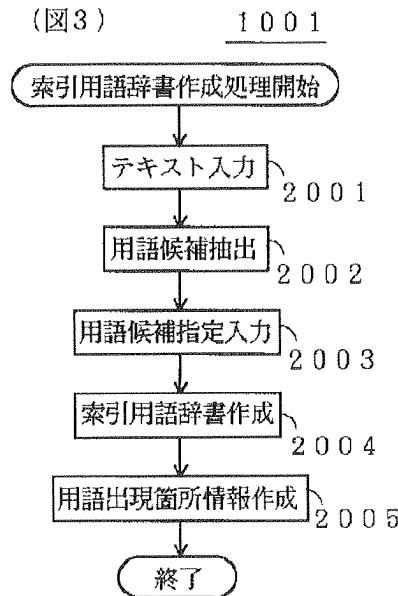 (図3)
1001
索引用語辞書作成処理開始
テキスト入力
2001
用語候補抽出
2002
用語候補指定入力
2003
索引用語辞書作成
2004
用語出現箇所情報作成
2005
終了